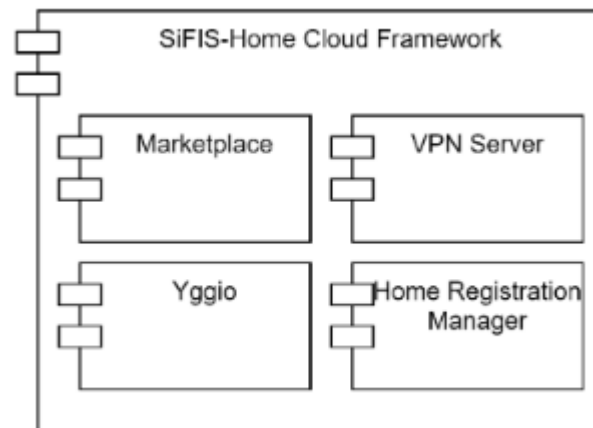 SiFIS-Home Cloud Framework
Marketplace
VPN Server
Yggio
Home Registration
Manager